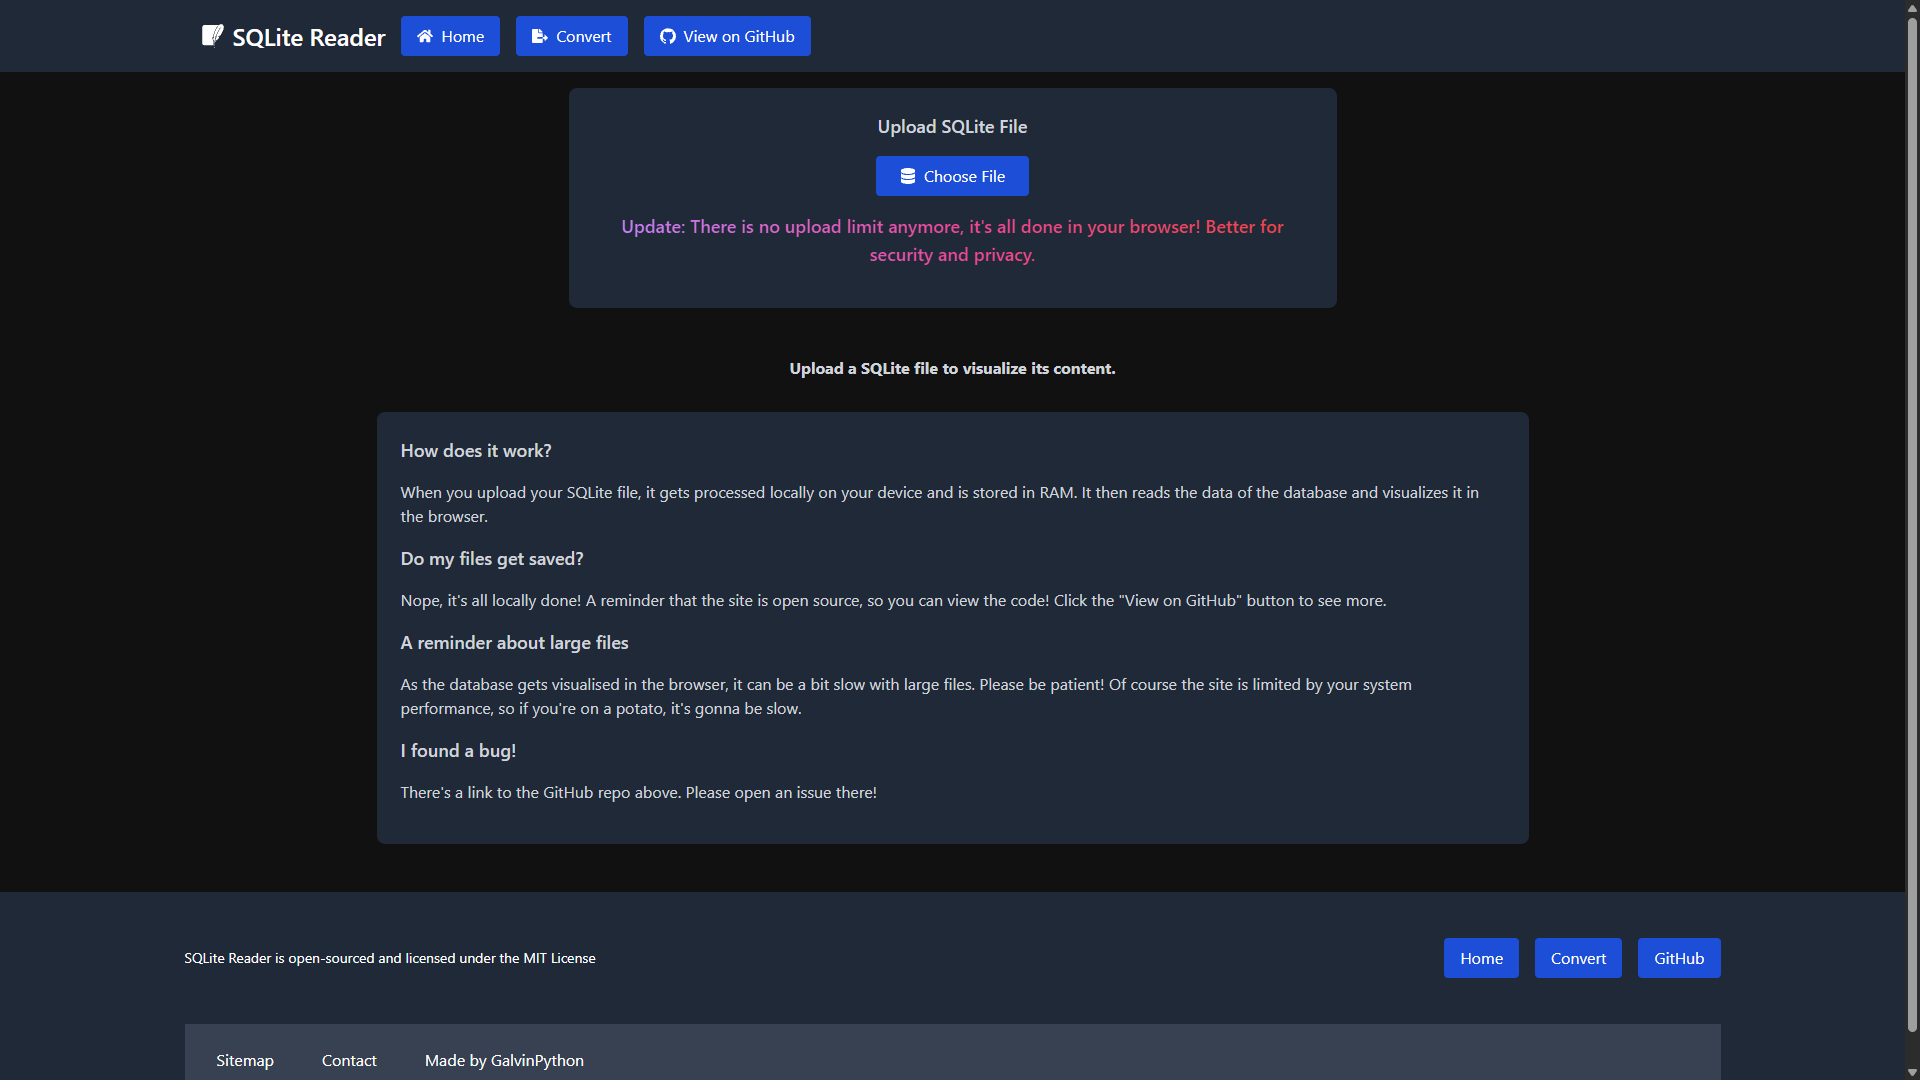 SQLite Reader
Home
Convert
View on GitHub
Upload SQLite File
Choose File
Update: There is no upload limit anymore, it's all done in your browser! Better for
security and privacy.
Upload a SQLite file to visualize its content.
How does it work?
When you upload your SQLite file, it gets processed locally on your device and is stored in RAM. It then reads the data of the database and visualizes it in
the browser.
Do my files get saved?
Nope, it's all locally done! A reminder that the site is open source, so you can view the code! Click the "View on GitHub" button to see more.
A reminder about large files
As the database gets visualised in the browser, it can be a bit slow with large files. Please be patient! Of course the site is limited by your system
performance, so if you're on a potato, it's gonna be slow.
I found a bug!
There's a link to the GitHub repo above. Please open an issue there!
SQLite Reader is open-sourced and licensed under the MIT License
Home
Convert
GitHub
Sitemap
Contact
Made by GalvinPython